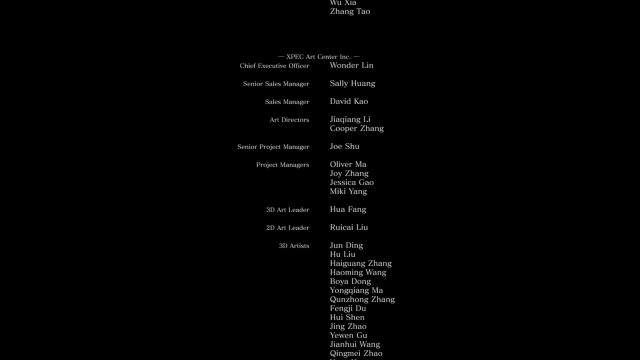 Wu Xia
Zhang Tao
— XPEC Art Center Inc. —
Chief Executive Officer Wonder Lin
Senior Sales Manager Sally Huang
Sales Manager David Kao
Art Directors Jiaqiang Li
Cooper Zhang
Senior Project Manager Joe Shu
Project Managers Oliver Ma
Joy Zhang
Jessica Gao
Miki Yang
3D Art Leader Hua Fang
2D Art Leader Ruicai Liu
3D Artists Jun Ding
Hu Liu
Haiguang Zhang
Haoming Wang
Boya Dong
Yongqiang Ma
Qunzhong Zhang
Fengji Du
Hui Shen
Jing Zhao
Yewen Gu
Jianhui Wang
Qingmei Zhao